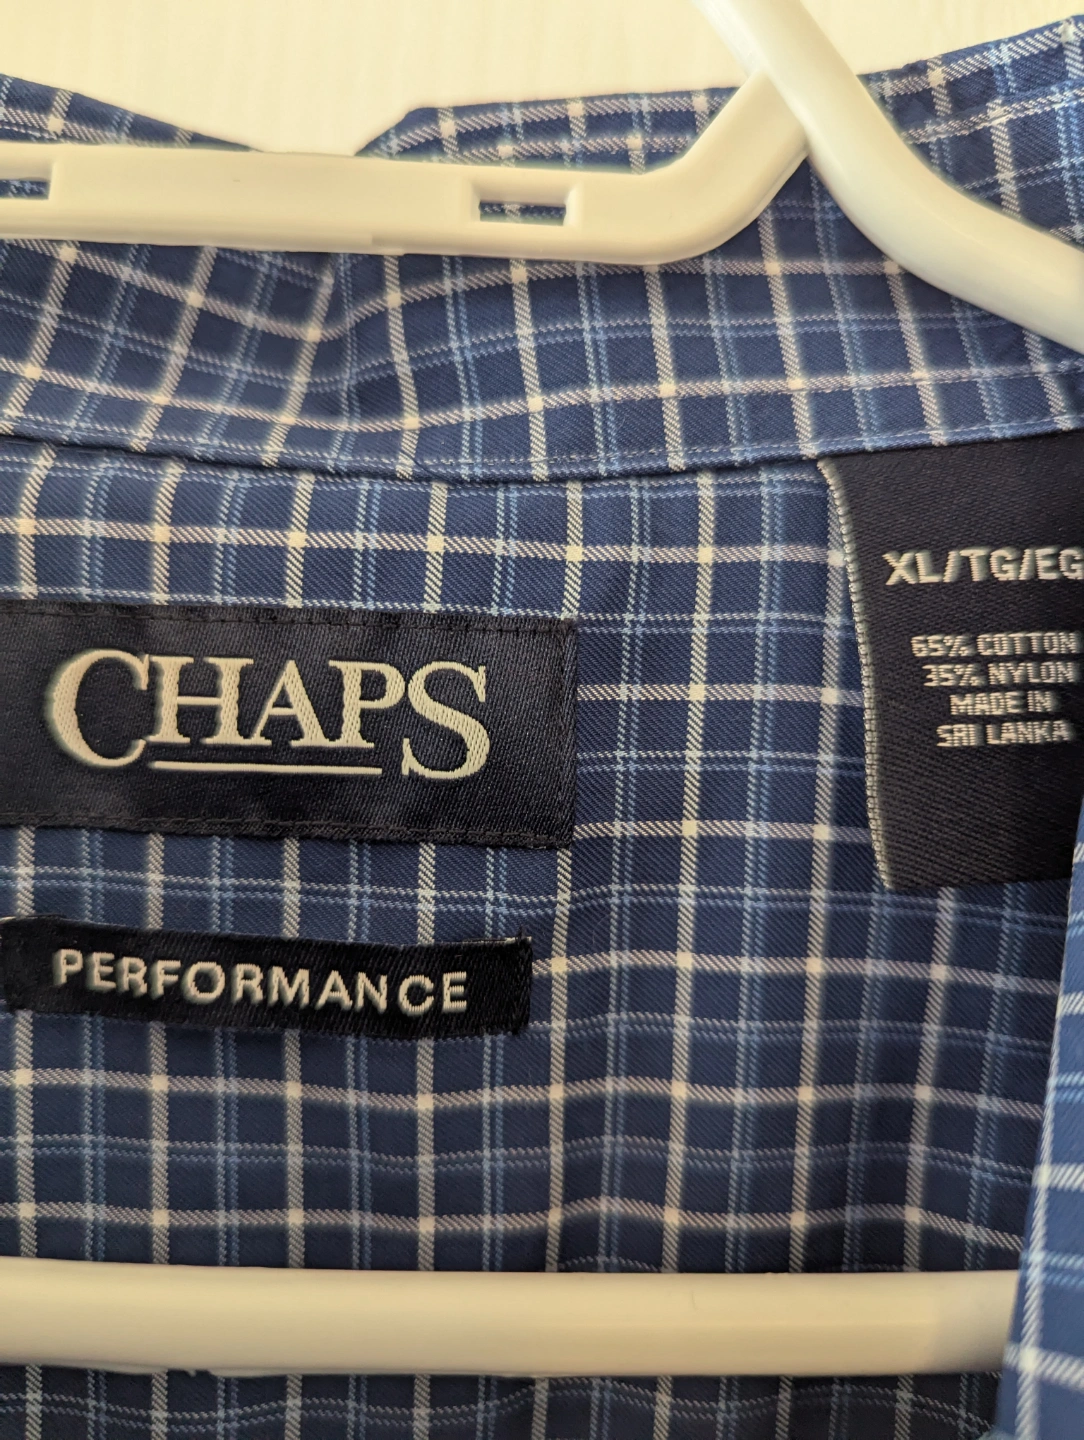 CHAPS
PERFORMANCE
XL/TG/EG
65% COTTON
35% NYLON
MADE IN
SRI LANKA